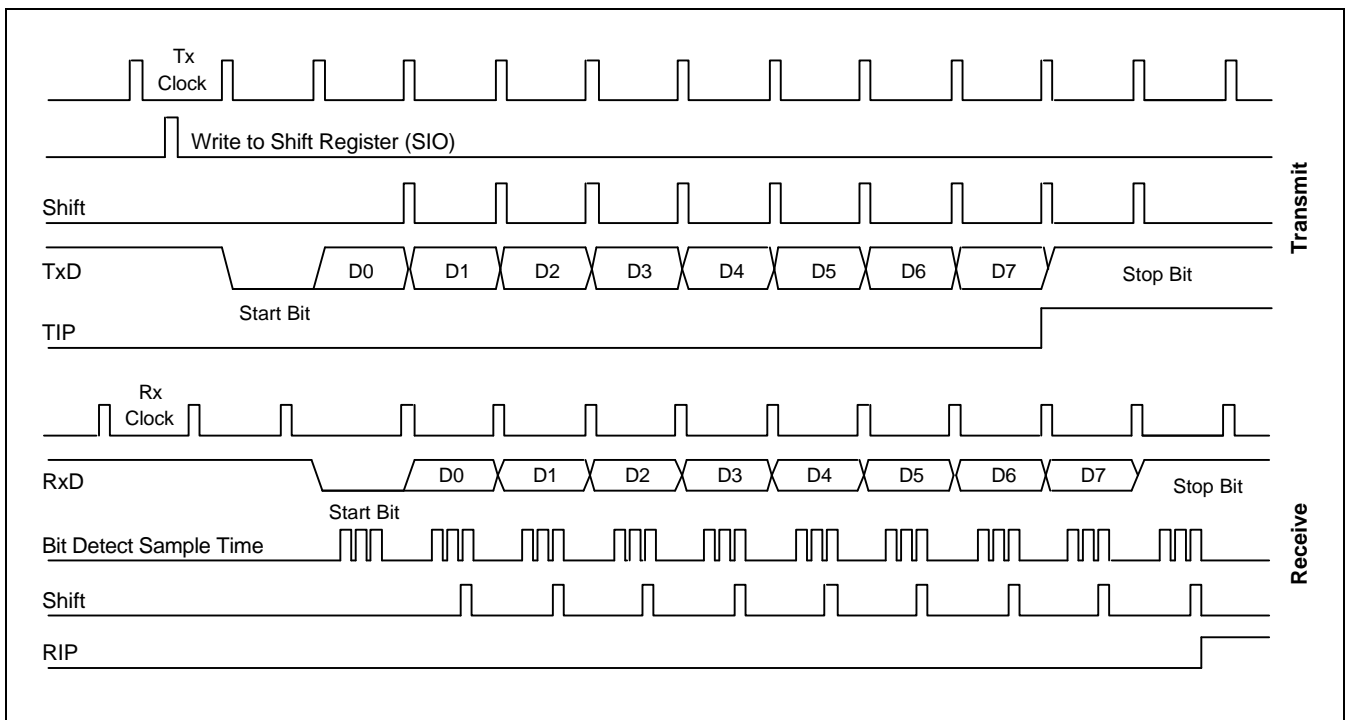 Tx
Clock
Write to Shift Register (SIO)
Shift
TxD
D0 D1 D2 D3 D4 D5 D6 D7
Stop Bit
Start Bit
TIP
Transmit
Rx
Clock
RxD
D0 D1 D2 D3 D4 D5 D6 D7
Stop Bit
Start Bit
Bit Detect Sample Time
Shift
RIP
Receive